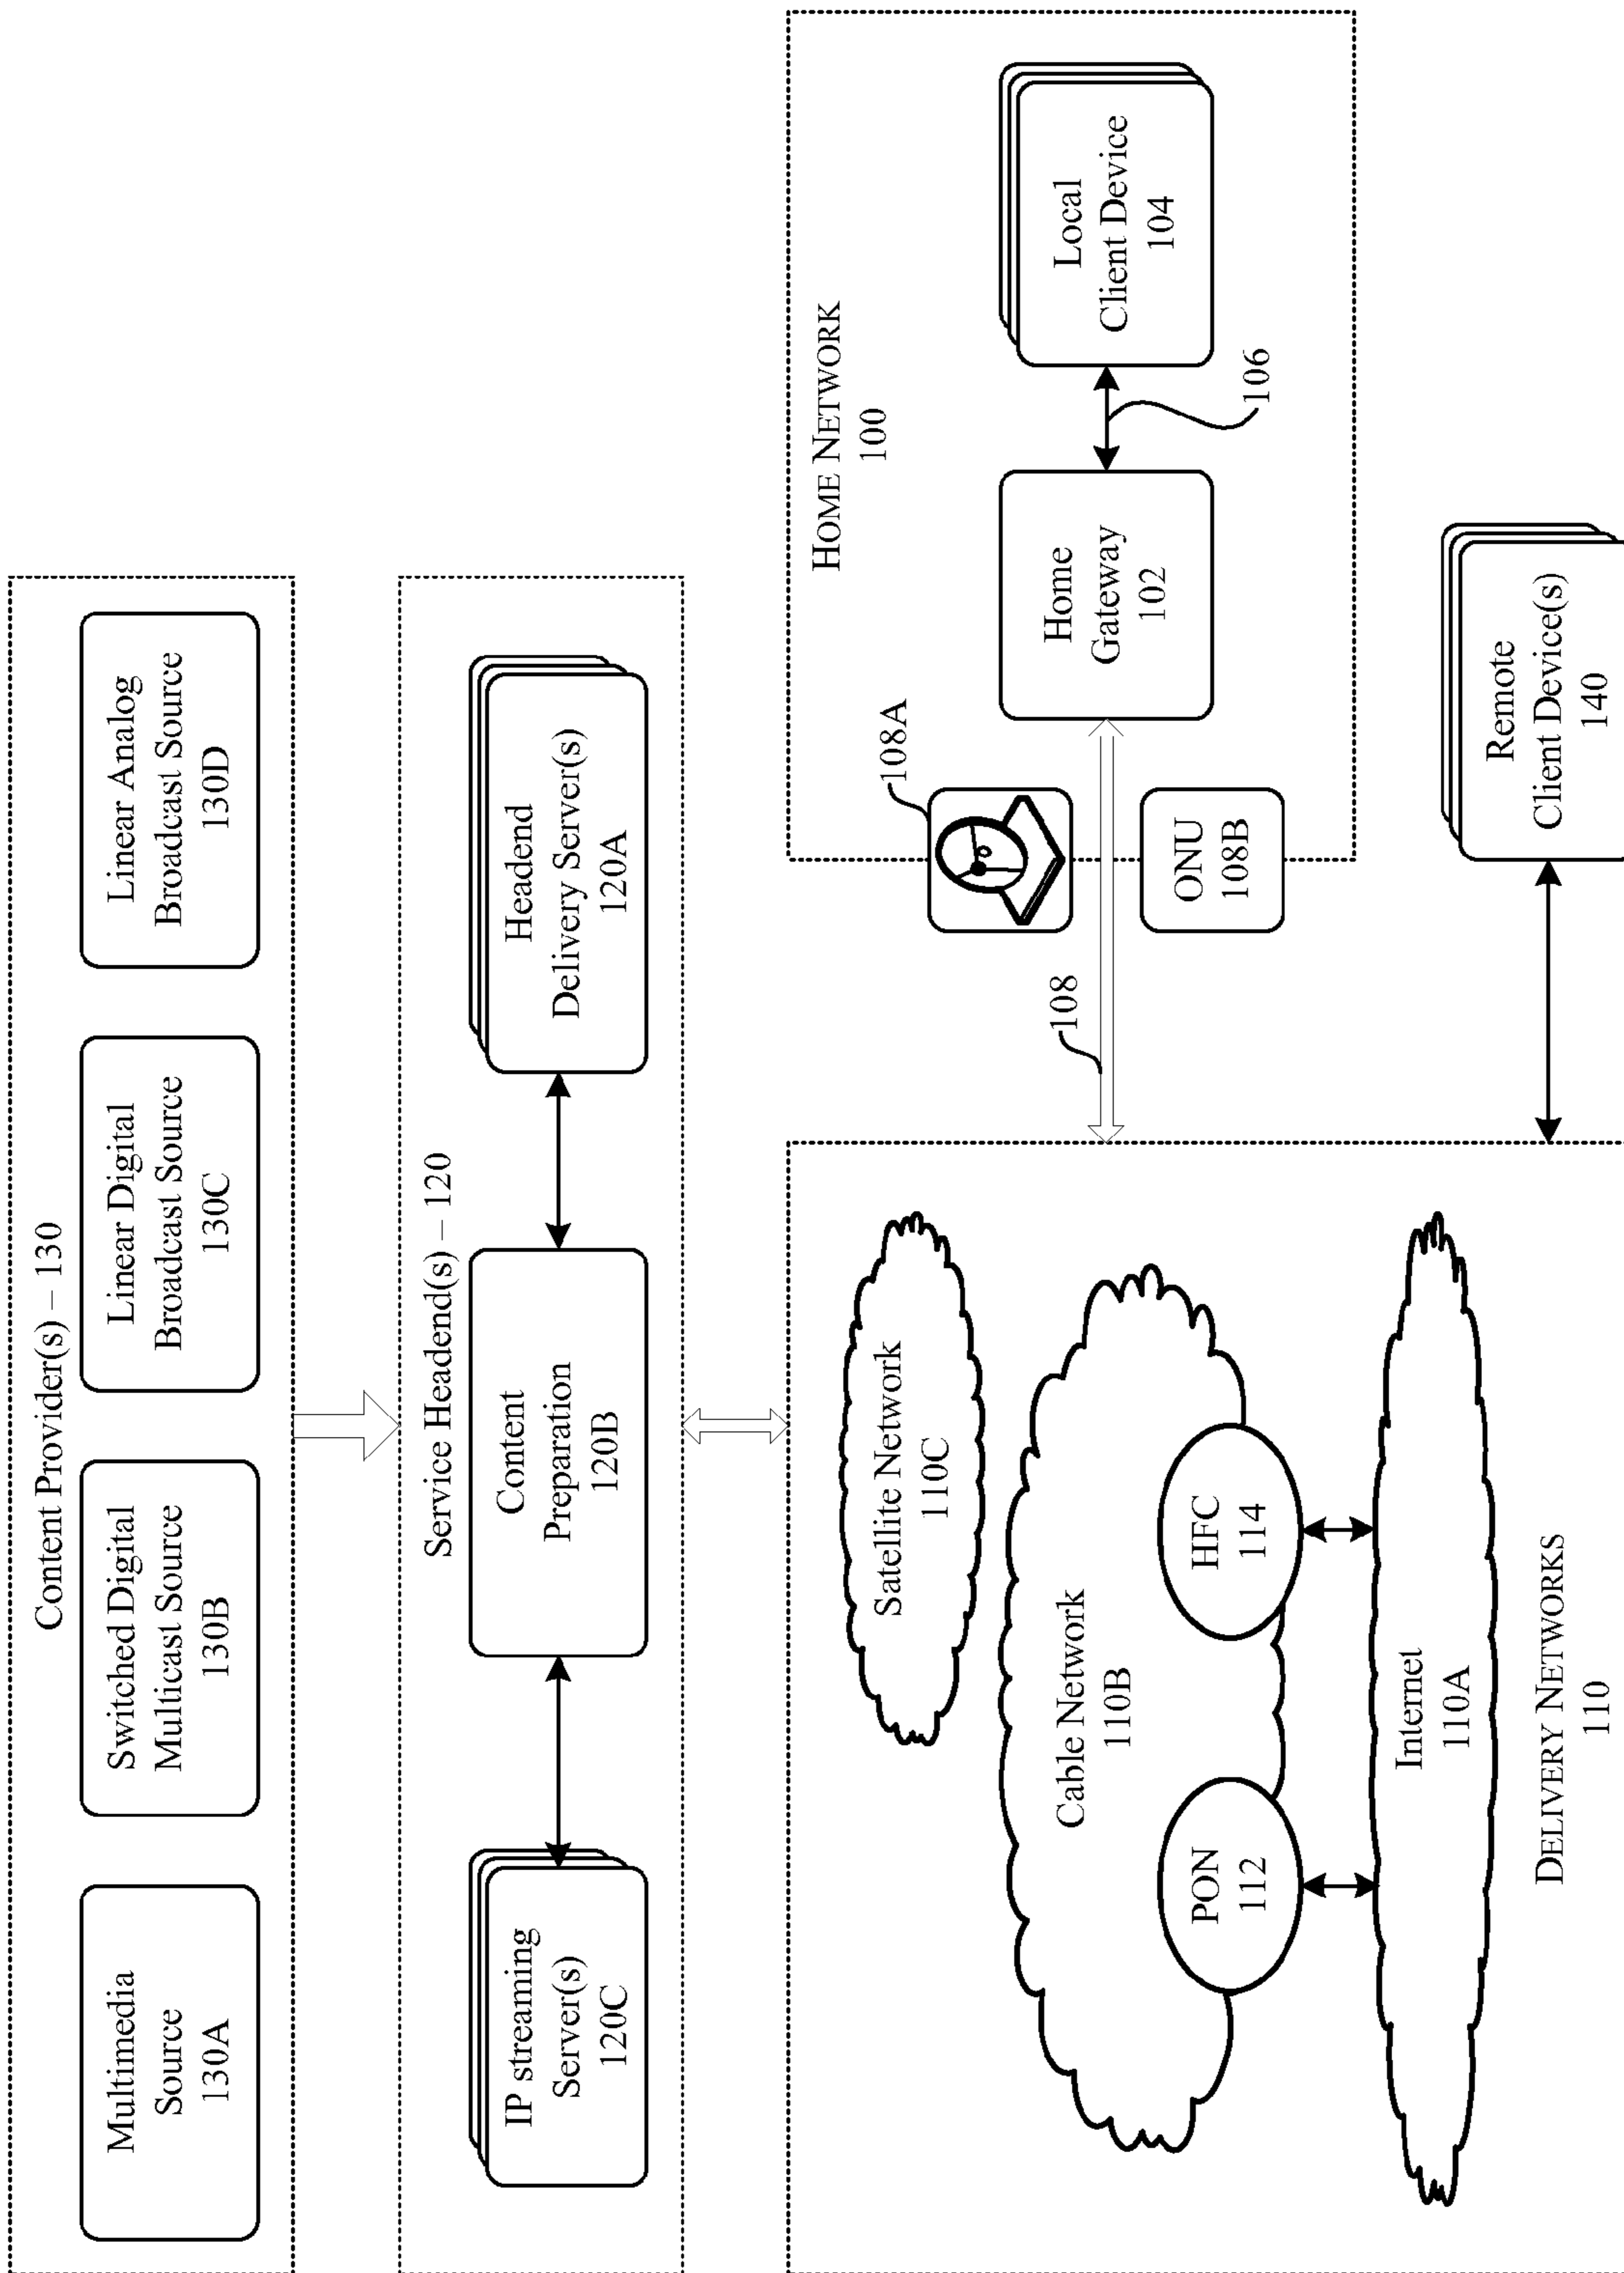 Content Provider(s) – 130
Multimedia
Source
130A
Switched Digital
Multicast Source
130B
Linear Digital
Broadcast Source
130C
Linear Analog
Broadcast Source
130D
Service Headend(s) – 120
IP streaming
Server(s)
120C
Content
Preparation
120B
Headend
Delivery Server(s)
120A
Satellite Network
110C
Cable Network
110B
PON
112
HFC
114
Internet
110A
DELIVERY NETWORKS
110
108
108A
ONU
108B
HOME NETWORK
100
Home
Gateway
102
106
Local
Client Device
104
Remote
Client Device(s)
140